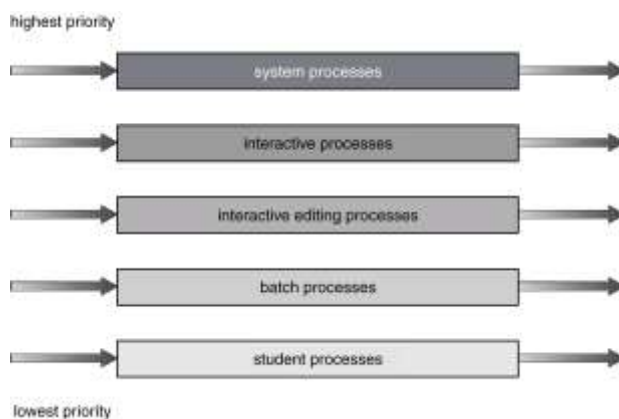 highest priority
system processes
interactive processes
interactive editing processes
batch processes
student processes
lowest priority